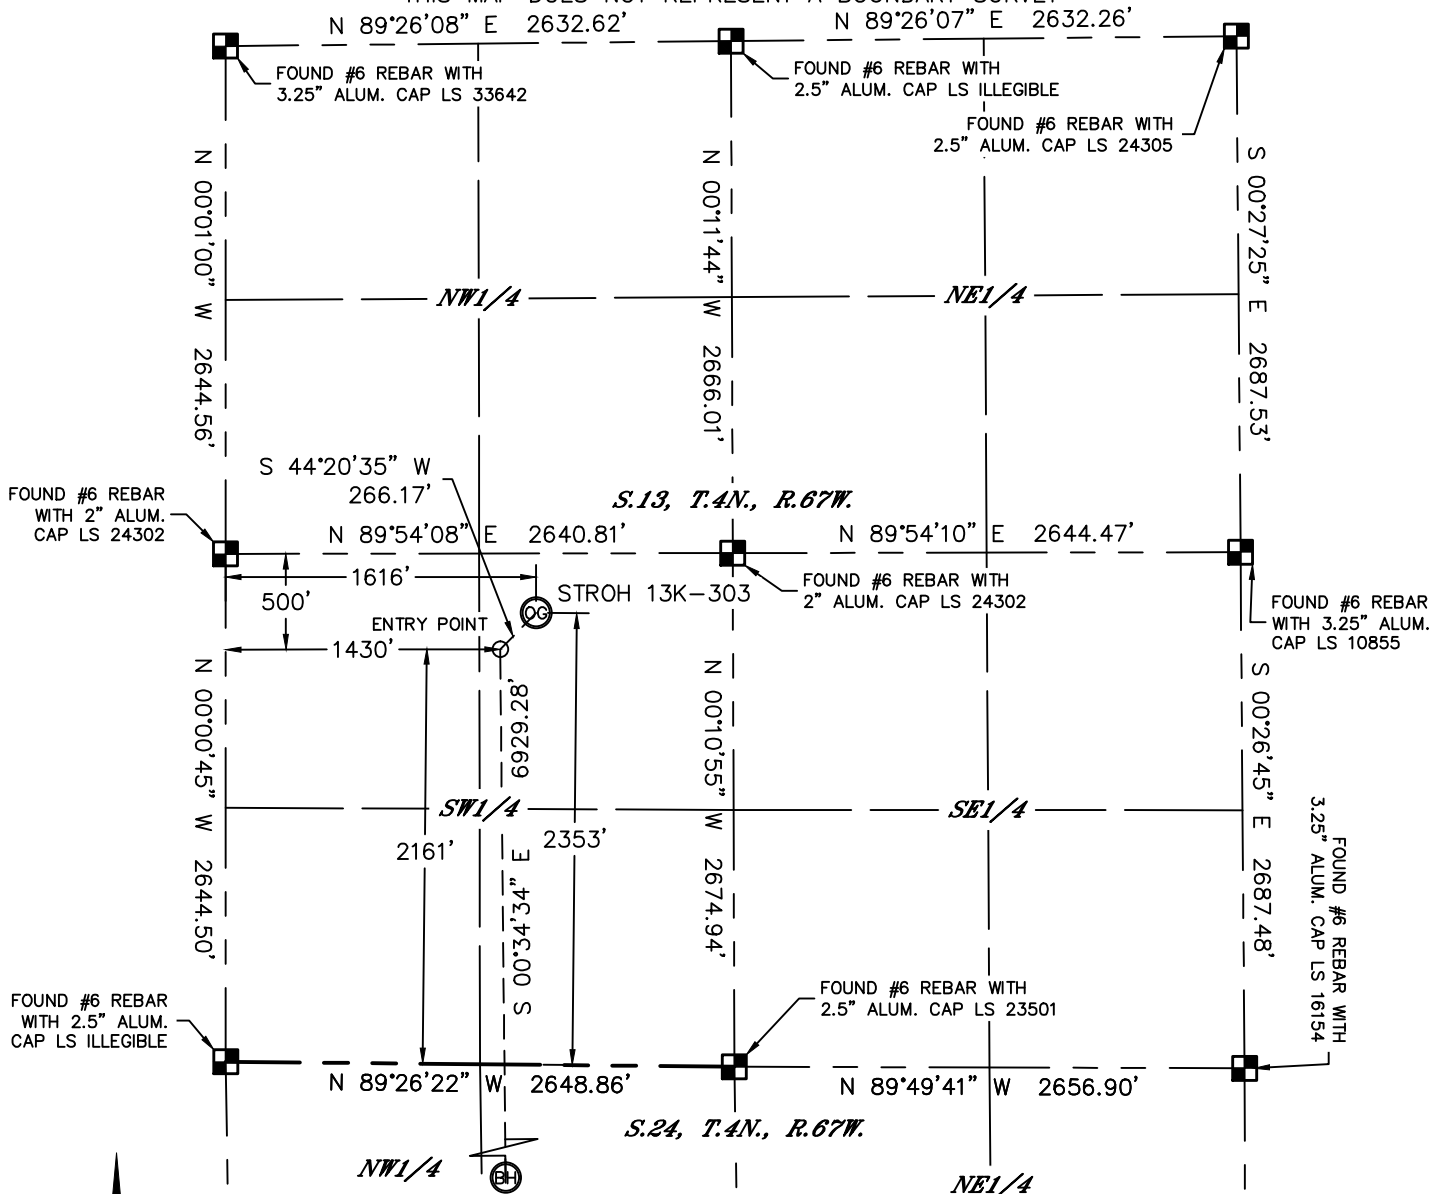 THIS MAP DOES NOT REPRESENT A BOUNDARY SURVEY
N 89°26'08" E 2632.62'
N 89°26'07" E 2632.26'
FOUND #6 REBAR WITH
3.25" ALUM. CAP LS 33642
FOUND #6 REBAR WITH
2.5" ALUM. CAP LS ILLEGIBLE
FOUND #6 REBAR WITH
2.5" ALUM. CAP LS 24305
N 00°01'00" W 2644.56'
N 00°11'44" W 2666.01'
S 00°27'25" E 2687.53'
NW1/4
NE1/4
S 44°20'35" W
266.17'
S.13, T.4N., R.67W.
FOUND #6 REBAR
WITH 2" ALUM.
CAP LS 24302
N 89°54'08" E 2640.81'
N 89°54'10" E 2644.47'
1616'
500'
STROH 13K-303
OG
FOUND #6 REBAR WITH
2" ALUM. CAP LS 24302
FOUND #6 REBAR
WITH 3.25" ALUM.
CAP LS 10855
ENTRY POINT
1430'
N 00°00'45" W 2644.50'
S 00°34'34" E 6929.28'
N 00°10'55" W 2674.94'
S 00°26'45" E 2687.48'
SW1/4
SE1/4
2161'
2353'
FOUND #6 REBAR WITH
3.25" ALUM. CAP LS 16154
FOUND #6 REBAR
WITH 2.5" ALUM.
CAP LS ILLEGIBLE
FOUND #6 REBAR WITH
2.5" ALUM. CAP LS 23501
N 89°26'22" W 2648.86'
N 89°49'41" W 2656.90'
S.24, T.4N., R.67W.
NW1/4
BH
NE1/4